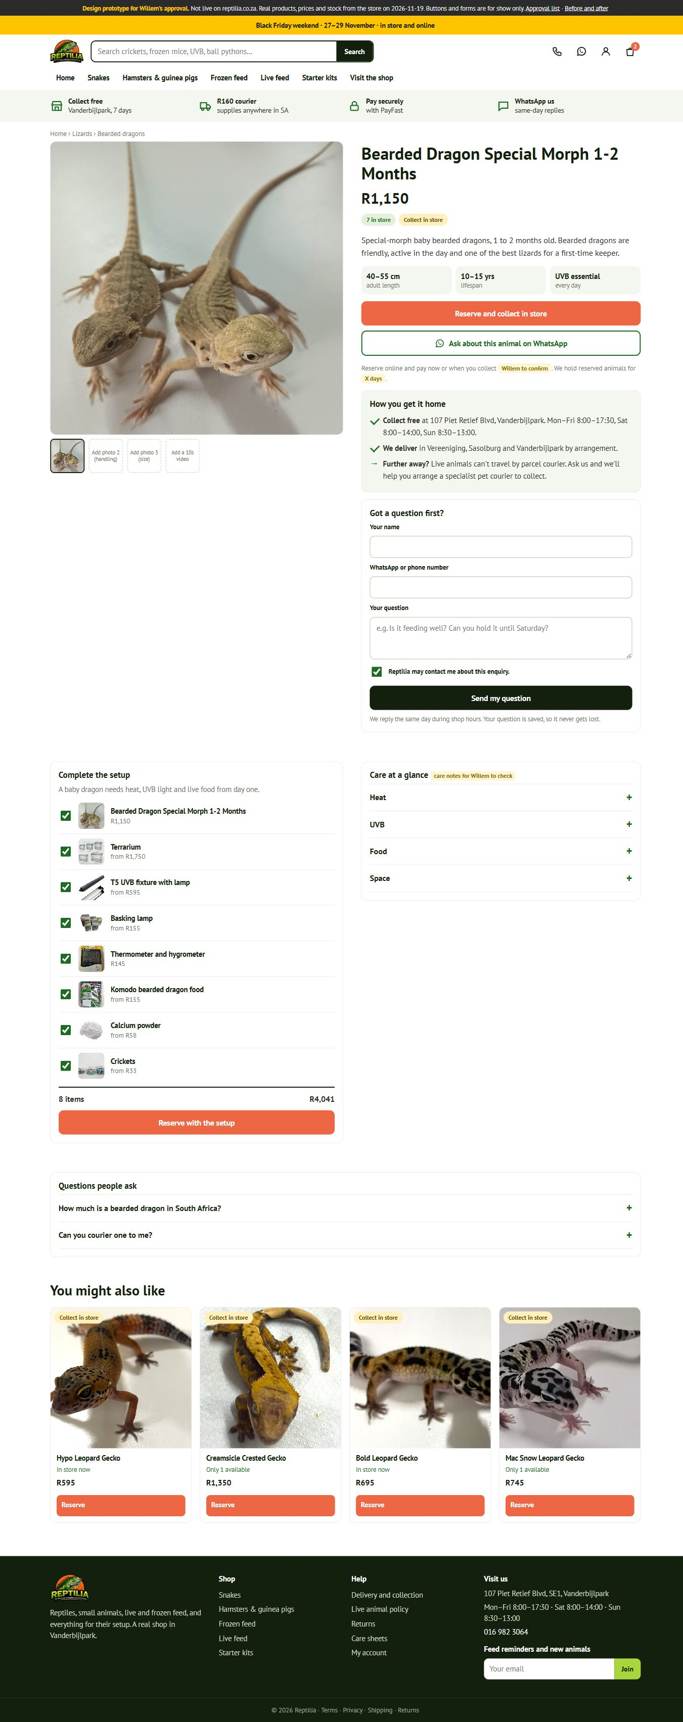 Design prototype for Willem's approval. Not live on reptilia.co.za. Real products, prices and stock from the store on 2026-11-19. Buttons and forms are for show only. Approval list · Before and after
Black Friday weekend · 27–29 November · in store and online
REPTILIA
Search crickets, frozen mice, UVB, ball pythons...
Search
Home Snakes Hamsters & guinea pigs Frozen feed Live feed Starter kits Visit the shop
Collect free
Vanderbijlpark, 7 days
R160 courier
supplies anywhere in SA
Pay securely
with PayFast
WhatsApp us
same-day replies
Home › Lizards › Bearded dragons
Add photo 2 (handling)
Add photo 3 (size)
Add a 10s video
Bearded Dragon Special Morph 1-2
Months
R1,150
7 in store Collect in store
Special-morph baby bearded dragons, 1 to 2 months old. Bearded dragons are
friendly, active in the day and one of the best lizards for a first-time keeper.
40–55 cm
adult length
10–15 yrs
lifespan
UVB essential
every day
Reserve and collect in store
Ask about this animal on WhatsApp
Reserve online and pay now or when you collect Willem to confirm . We hold reserved animals for
X days .
How you get it home
Collect free at 107 Piet Retief Blvd, Vanderbijlpark. Mon–Fri 8:00–17:30, Sat
8:00–14:00, Sun 8:30–13:00.
We deliver in Vereeniging, Sasolburg and Vanderbijlpark by arrangement.
→ Further away? Live animals can't travel by parcel courier. Ask us and we'll
help you arrange a specialist pet courier to collect.
Got a question first?
Your name
WhatsApp or phone number
Your question
e.g. Is it feeding well? Can you hold it until Saturday?
Reptilia may contact me about this enquiry.
Send my question
We reply the same day during shop hours. Your question is saved, so it never gets lost.
Complete the setup
A baby dragon needs heat, UVB light and live food from day one.
Bearded Dragon Special Morph 1-2 Months
R1,150
Terrarium
from R1,750
T5 UVB fixture with lamp
from R595
Basking lamp
from R155
Thermometer and hygrometer
R145
Komodo bearded dragon food
from R155
Calcium powder
from R58
Crickets
from R33
8 items R4,041
Reserve with the setup
Care at a glance care notes for Willem to check
Heat +
UVB +
Food +
Space +
Questions people ask
How much is a bearded dragon in South Africa? +
Can you courier one to me? +
You might also like
Collect in store
Hypo Leopard Gecko
In store now
R595
Reserve
Collect in store
Creamsicle Crested Gecko
Only 1 available
R1,350
Reserve
Collect in store
Bold Leopard Gecko
In store now
R695
Reserve
Collect in store
Mac Snow Leopard Gecko
Only 1 available
R745
Reserve
REPTILIA
Reptiles, small animals, live and frozen feed, and
everything for their setup. A real shop in
Vanderbijlpark.
Shop
Snakes
Hamsters & guinea pigs
Frozen feed
Live feed
Starter kits
Help
Delivery and collection
Live animal policy
Returns
Care sheets
My account
Visit us
107 Piet Retief Blvd, SE1, Vanderbijlpark
Mon–Fri 8:00–17:30 · Sat 8:00–14:00 · Sun
8:30–13:00
016 982 3064
Feed reminders and new animals
Your email
Join
© 2026 Reptilia · Terms · Privacy · Shipping · Returns